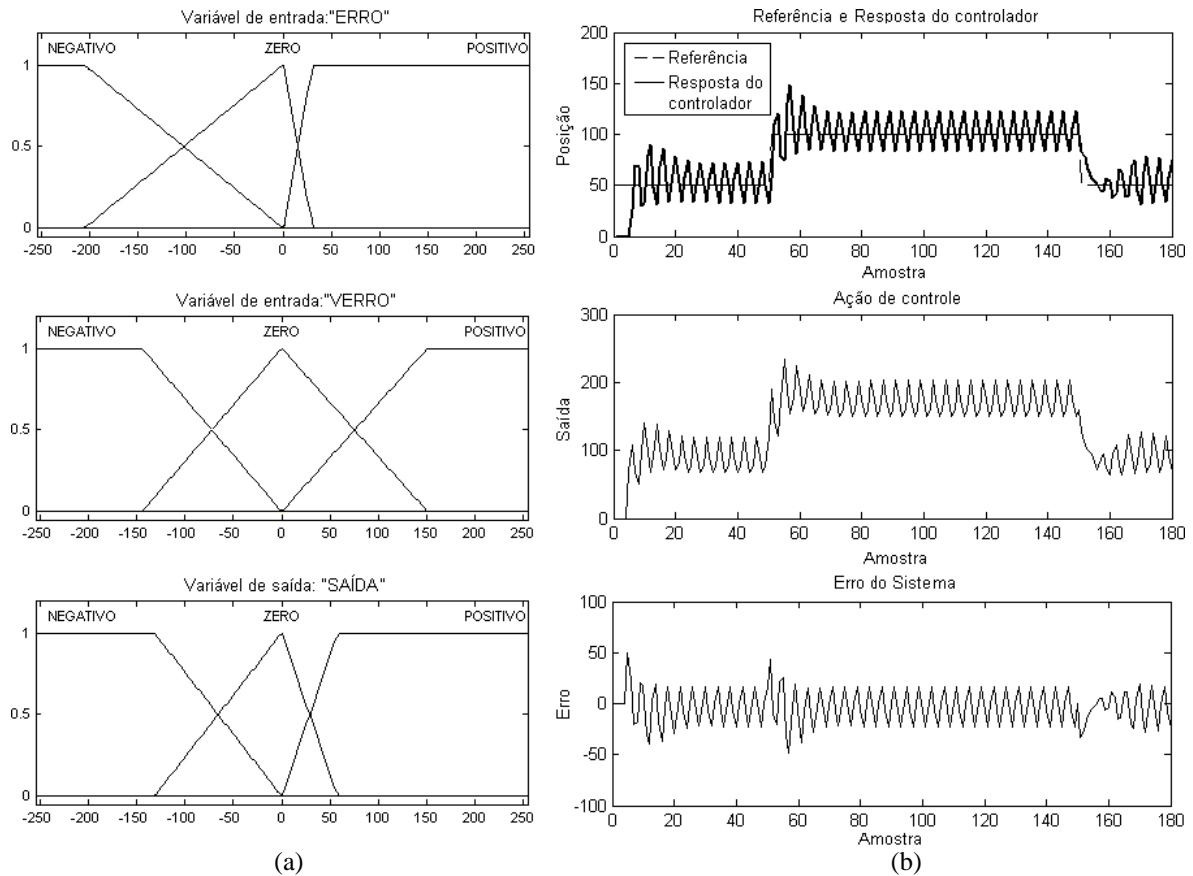 Variável de entrada:"ERRO"
NEGATIVO ZERO POSITIVO
1
0.5
0
-250 -200 -150 -100 -50 0 50 100 150 200 250
Variável de entrada:"VERRO"
NEGATIVO ZERO POSITIVO
1
0.5
0
-250 -200 -150 -100 -50 0 50 100 150 200 250
Variável de saída: "SAÍDA"
NEGATIVO ZERO POSITIVO
1
0.5
0
-250 -200 -150 -100 -50 0 50 100 150 200 250
(a)
Referência e Resposta do controlador
200
150
100
50
0
Posição
Referência
Resposta do
controlador
0 20 40 60 80 100 120 140 160 180
Amostra
Ação de controle
300
200
100
0
Saída
0 20 40 60 80 100 120 140 160 180
Amostra
Erro do Sistema
100
50
0
-50
-100
Erro
0 20 40 60 80 100 120 140 160 180
Amostra
(b)